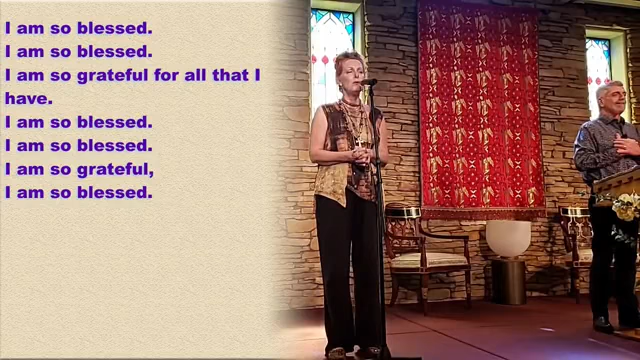 I am so blessed.
I am so blessed.
I am so grateful for all that I
have.
I am so blessed.
I am so blessed.
I am so grateful,
I am so blessed.